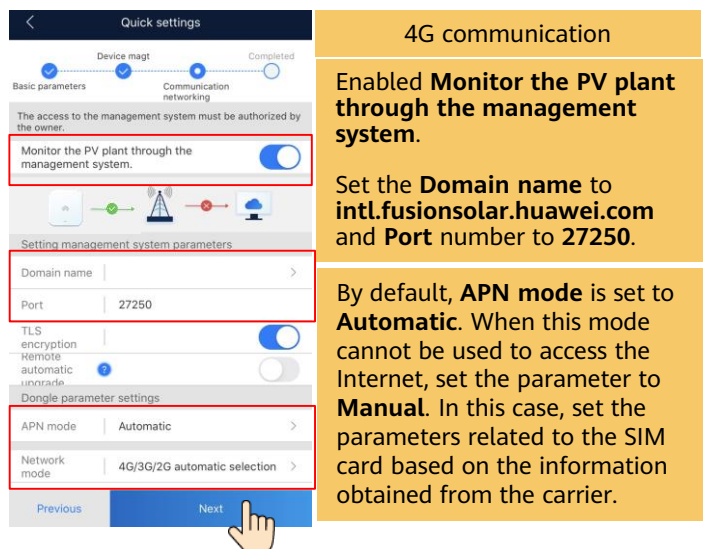 Quick settings
Device magt
Completed
Basic parameters
Communication
networking
The access to the management system must be authorized by
the owner.
Monitor the PV plant through the
management system.
Setting management system parameters
Domain name
Port
27250
TLS
encryption
Remote
automatic
upgrade
Dongle parameter settings
APN mode
Automatic
Network
mode
4G/3G/2G automatic selection
Previous
Next
4G communication
Enabled Monitor the PV plant
through the management
system.
Set the Domain name to
intl.fusionsolar.huawei.com
and Port number to 27250.
By default, APN mode is set to
Automatic. When this mode
cannot be used to access the
Internet, set the parameter to
Manual. In this case, set the
parameters related to the SIM
card based on the information
obtained from the carrier.